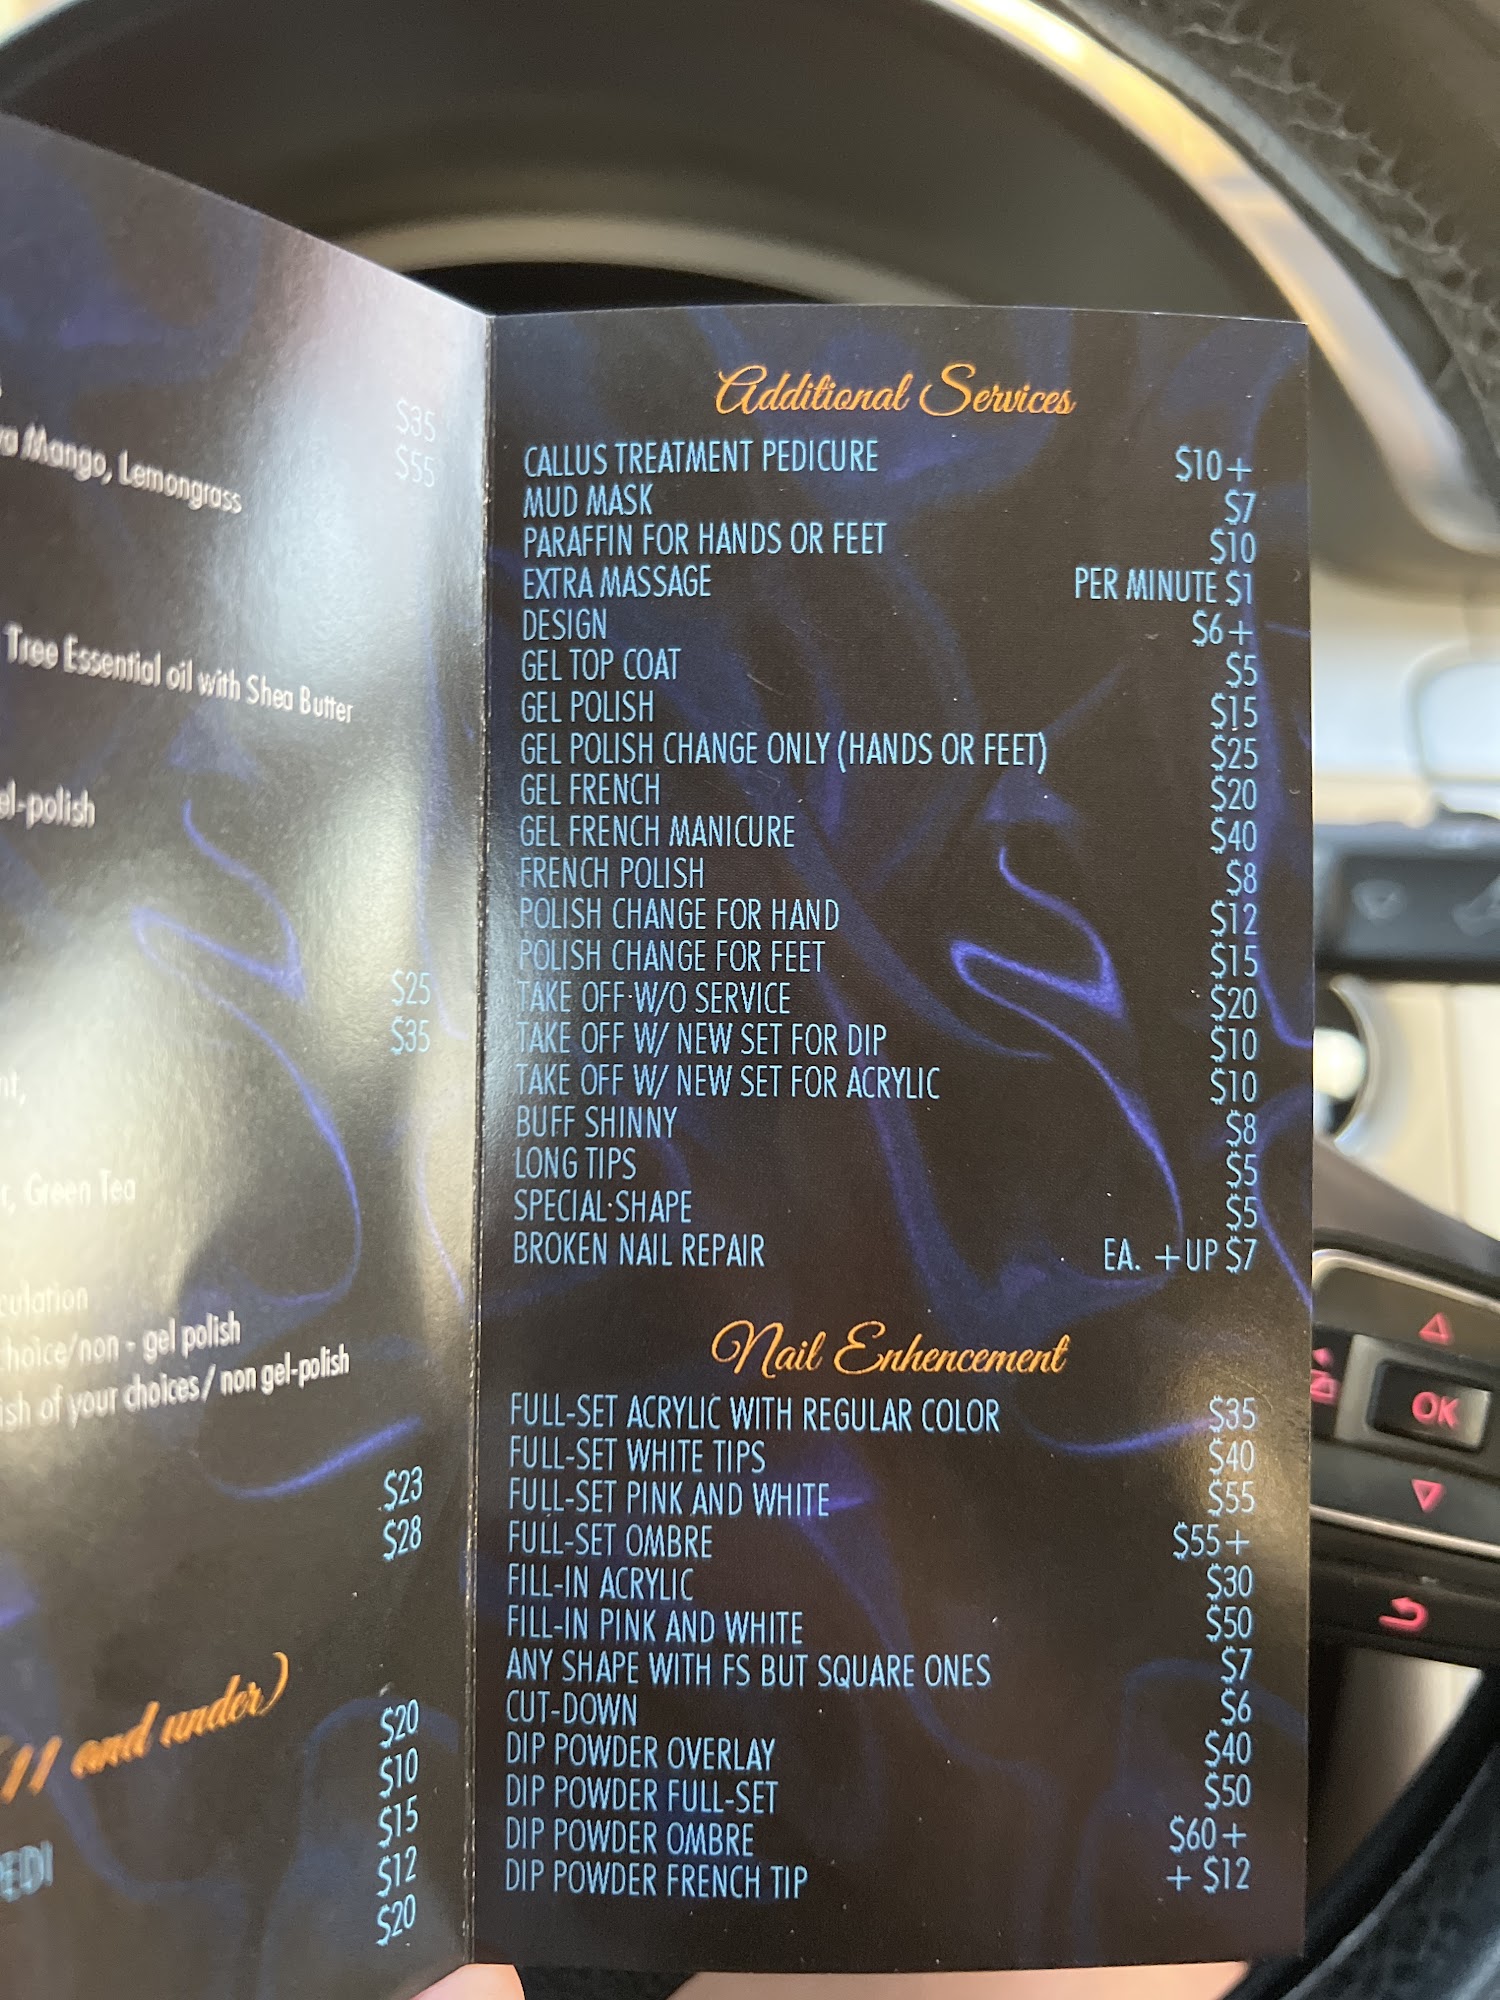 $35
Mango, Lemongrass
$55
Tree Essential oil with Shea Butter
el-polish
$25
$35
Green Tea
choice/non - gel polish
of your choices/ non gel-polish
$23
$28
11 and under)
$20
$10
$15
$12
$20
Additional Services
CALLUS TREATMENT PEDICURE $10+
MUD MASK $7
PARAFFIN FOR HANDS OR FEET $10
EXTRA MASSAGE PER MINUTE $1
DESIGN $6+
GEL TOP COAT $5
GEL POLISH $15
GEL POLISH CHANGE ONLY (HANDS OR FEET) $25
GEL FRENCH $20
GEL FRENCH MANICURE $40
FRENCH POLISH $8
POLISH CHANGE FOR HAND $12
POLISH CHANGE FOR FEET $15
TAKE OFF W/O SERVICE $20
TAKE OFF W/ NEW SET FOR DIP $10
TAKE OFF W/ NEW SET FOR ACRYLIC $10
BUFF SHINNY $8
LONG TIPS $5
SPECIAL SHAPE $5
BROKEN NAIL REPAIR EA. +UP $7
Nail Enhencement
FULL-SET ACRYLIC WITH REGULAR COLOR $35
FULL-SET WHITE TIPS $40
FULL-SET PINK AND WHITE $55
FULL-SET OMBRE $55+
FILL-IN ACRYLIC $30
FILL-IN PINK AND WHITE $50
ANY SHAPE WITH FS BUT SQUARE ONES $7
CUT-DOWN $6
DIP POWDER OVERLAY $40
DIP POWDER FULL-SET $50
DIP POWDER OMBRE $60+
DIP POWDER FRENCH TIP + $12
OK